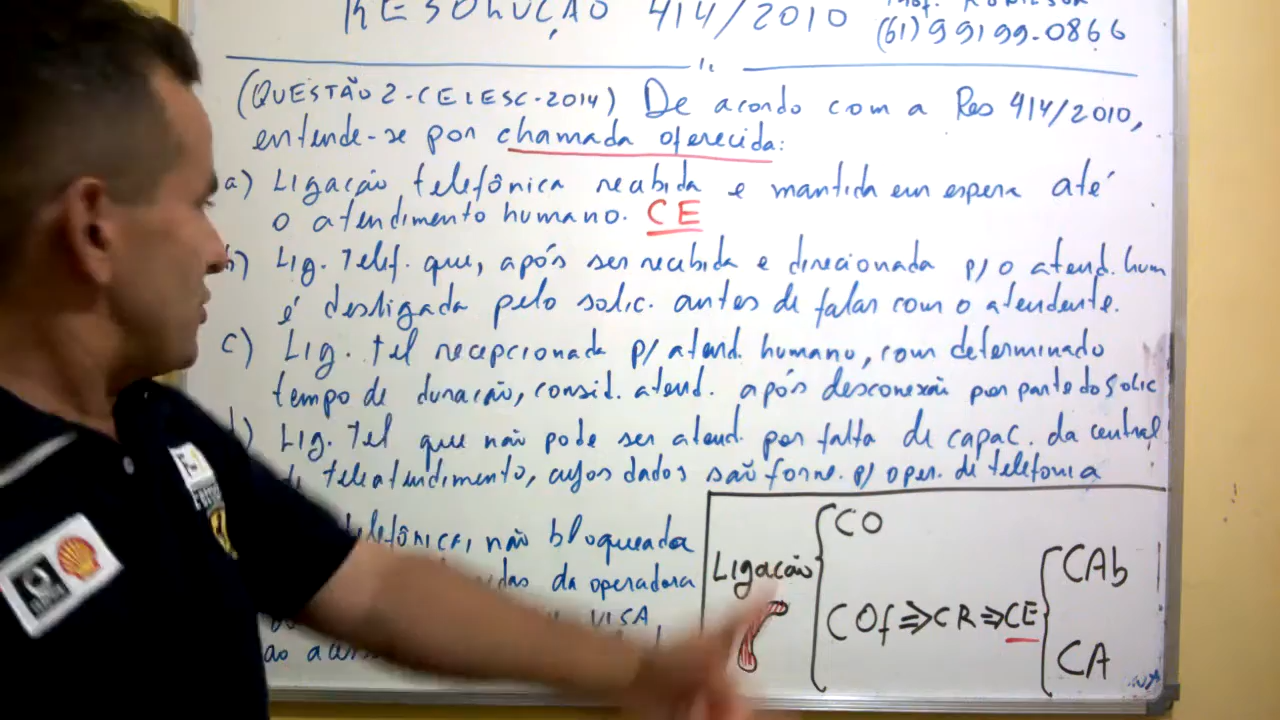 RESOLUÇÃO 414/2010
(61) 99199.0866
(QUESTÃO 2-CELESC-2014) De acordo com a Res 414/2010,
entende-se por chamada oferecida:
a) Ligação telefônica recebida e mantida em espera até
o atendimento humano. CE
b) Lig. Telef. que, após ser recebida e direcionada p/ o atend. hum
é desligada pelo solic. antes de falar com o atendente.
c) Lig. tel recepcionada p/ atend. humano, com determinado
tempo de duração, consid. atend. após desconexão por parte do Solic
d) Lig. Tel que não pode ser atend. por falta de capac. da central
de teleatendimento, cujos dados são forne. p/ oper. de telefonia
telefônica, não bloqueada
da operadora
VISA
Ligação
CO
COf ⇒ CR ⇒ CE
CAb
CA